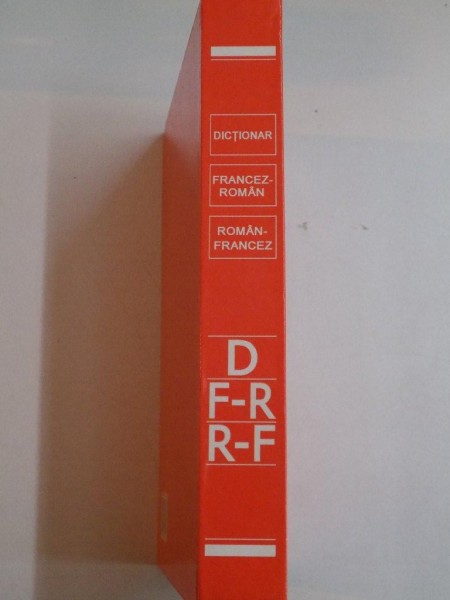 DICȚIONAR
FRANCEZ-
ROMÂN
ROMÂN-
FRANCEZ
D
F-R
R-F